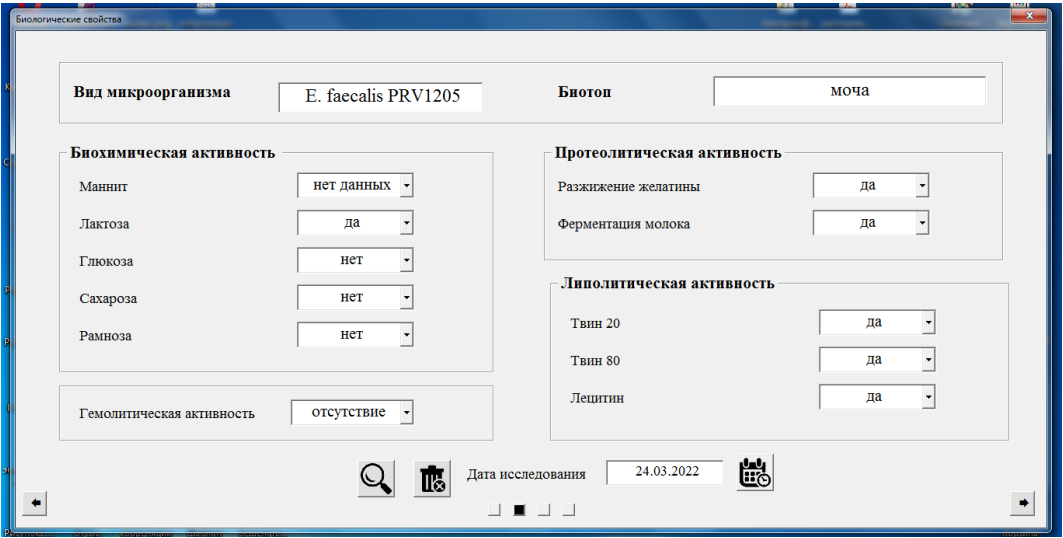 Биологические свойства
Вид микроорганизма E. faecalis PRV1205 Биотоп моча
Биохимическая активность
Маннит нет данных
Лактоза да
Глюкоза нет
Сахароза нет
Рамноза нет
Гемолитическая активность отсутствие
Протеолитическая активность
Разжижение желатины да
Ферментация молока да
Липолитическая активность
Твин 20 да
Твин 80 да
Лецитин да
Дата исследования 24.03.2022